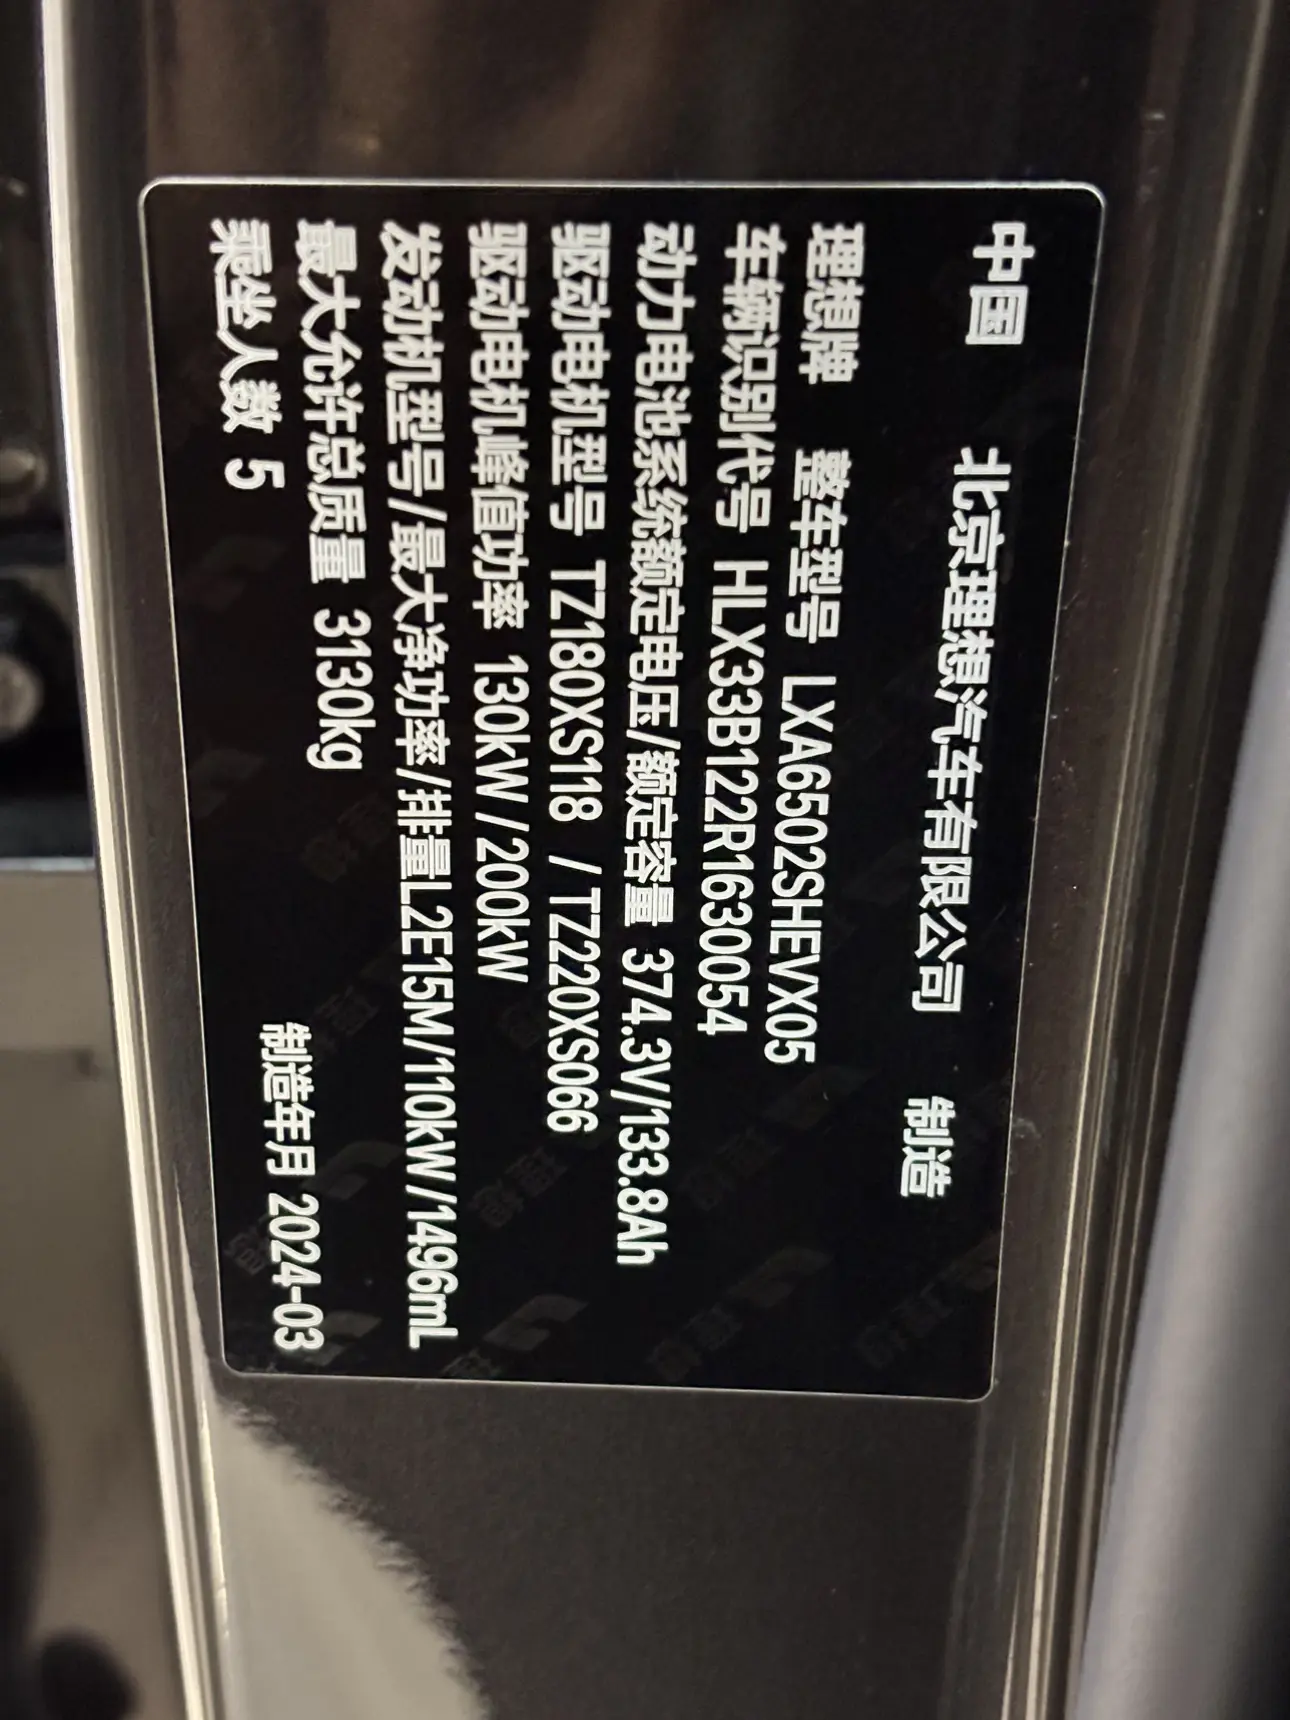 中国 北京理想汽车有限公司 制造
理想牌 整车型号 LXA6502SHEVX05
车辆识别代号 HLX33B122R1630054
动力电池系统额定电压/额定容量 374.3V/133.8Ah
驱动电机型号 TZ180XS118 / TZ220XS066
驱动电机峰值功率 130kW / 200kW
发动机型号/最大净功率/排量L2E15M/110kW/1496mL
最大允许总质量 3130kg
乘坐人数 5 制造年月 2024-03